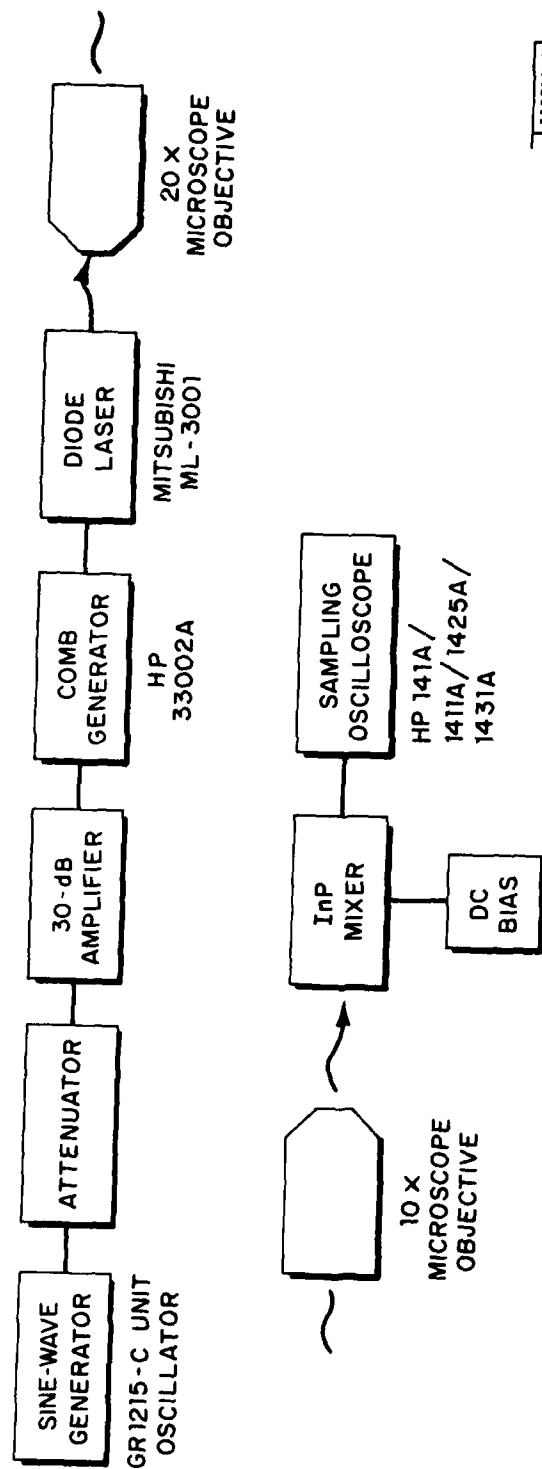 SINE-WAVE
GENERATOR
GR1215-C UNIT
OSCILLATOR
ATTENUATOR
30-dB
AMPLIFIER
COMB
GENERATOR
HP
33002A
DIODE
LASER
MITSUBISHI
ML-3001
20 x
MICROSCOPE
OBJECTIVE
10 x
MICROSCOPE
OBJECTIVE
InP
MIXER
DC
BIAS
SAMPLING
OSCILLOSCOPE
HP 141A/
1411A/1425A/
1431A